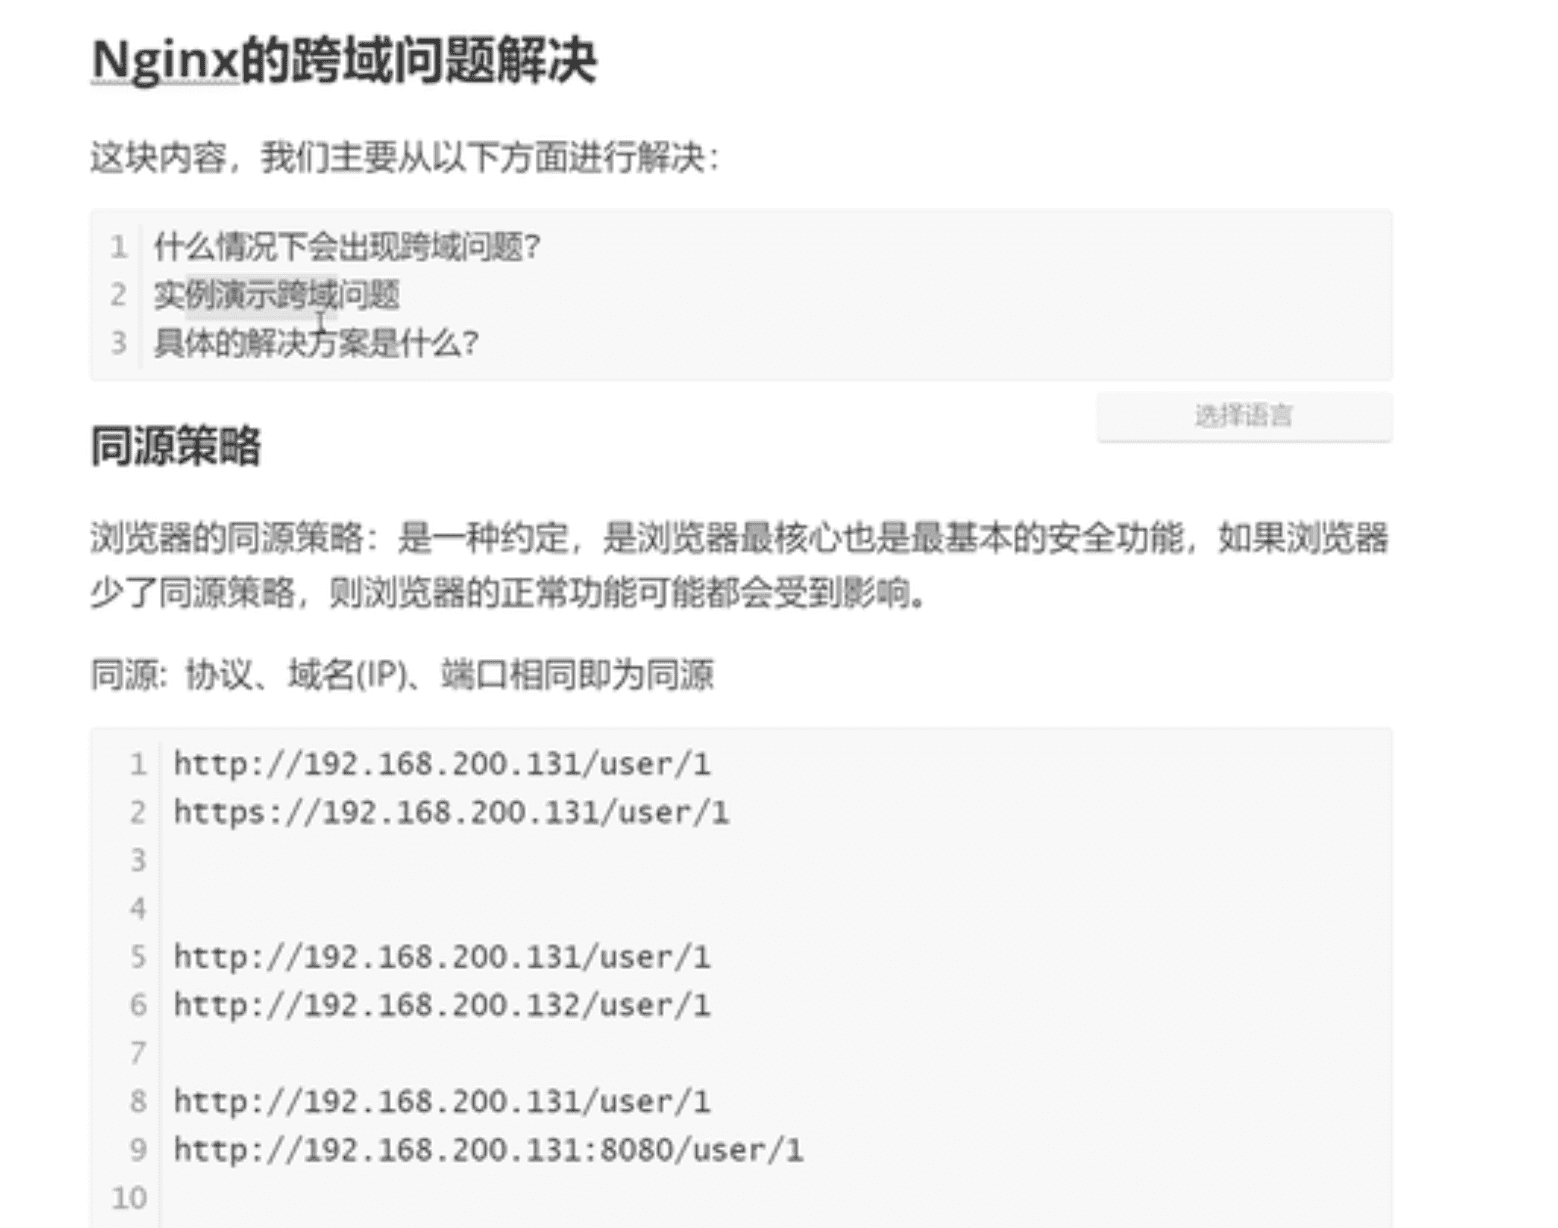 Nginx的跨域问题解决
这块内容，我们主要从以下方面进行解决：
1 什么情况下会出现跨域问题?
2 实例演示跨域问题
3 具体的解决方案是什么?
选择语言
同源策略
浏览器的同源策略：是一种约定，是浏览器最核心也是最基本的安全功能，如果浏览器
少了同源策略，则浏览器的正常功能可能都会受到影响。
同源: 协议、域名(IP)、端口相同即为同源
1 http://192.168.200.131/user/1
2 https://192.168.200.131/user/1
3
4
5 http://192.168.200.131/user/1
6 http://192.168.200.132/user/1
7
8 http://192.168.200.131/user/1
9 http://192.168.200.131:8080/user/1
10